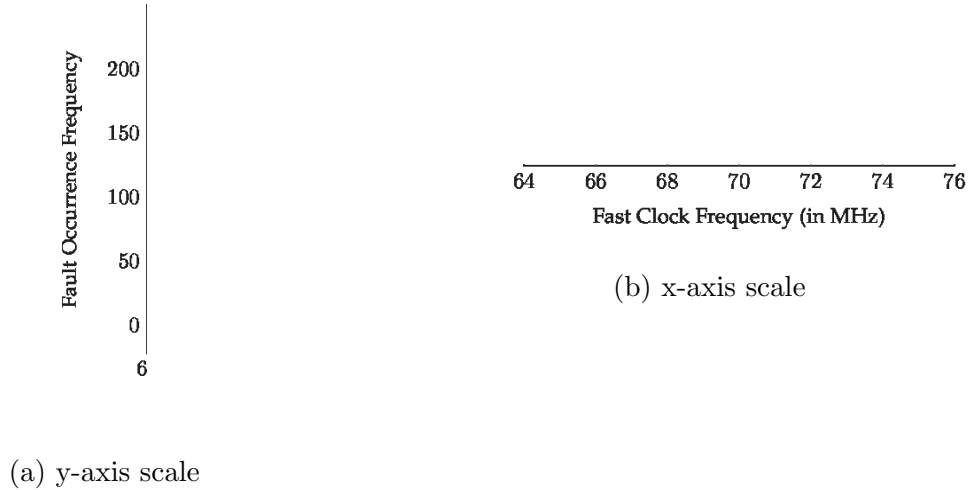 Fault Occurrence Frequency
200
150
100
50
0
6
(a) y-axis scale
64 66 68 70 72 74 76
Fast Clock Frequency (in MHz)
(b) x-axis scale